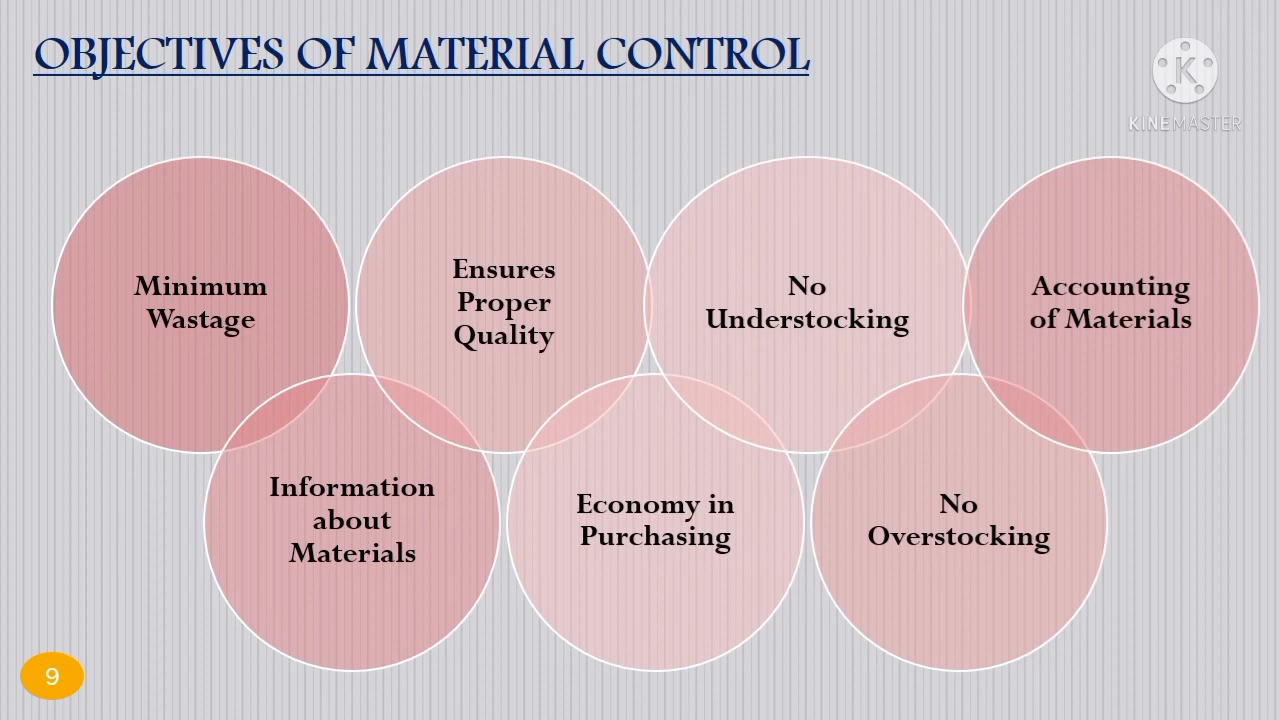 OBJECTIVES OF MATERIAL CONTROL
K
KINEMASTER
Minimum
Wastage
Ensures
Proper
Quality
No
Understocking
Accounting
of Materials
Information
about
Materials
Economy in
Purchasing
No
Overstocking
9